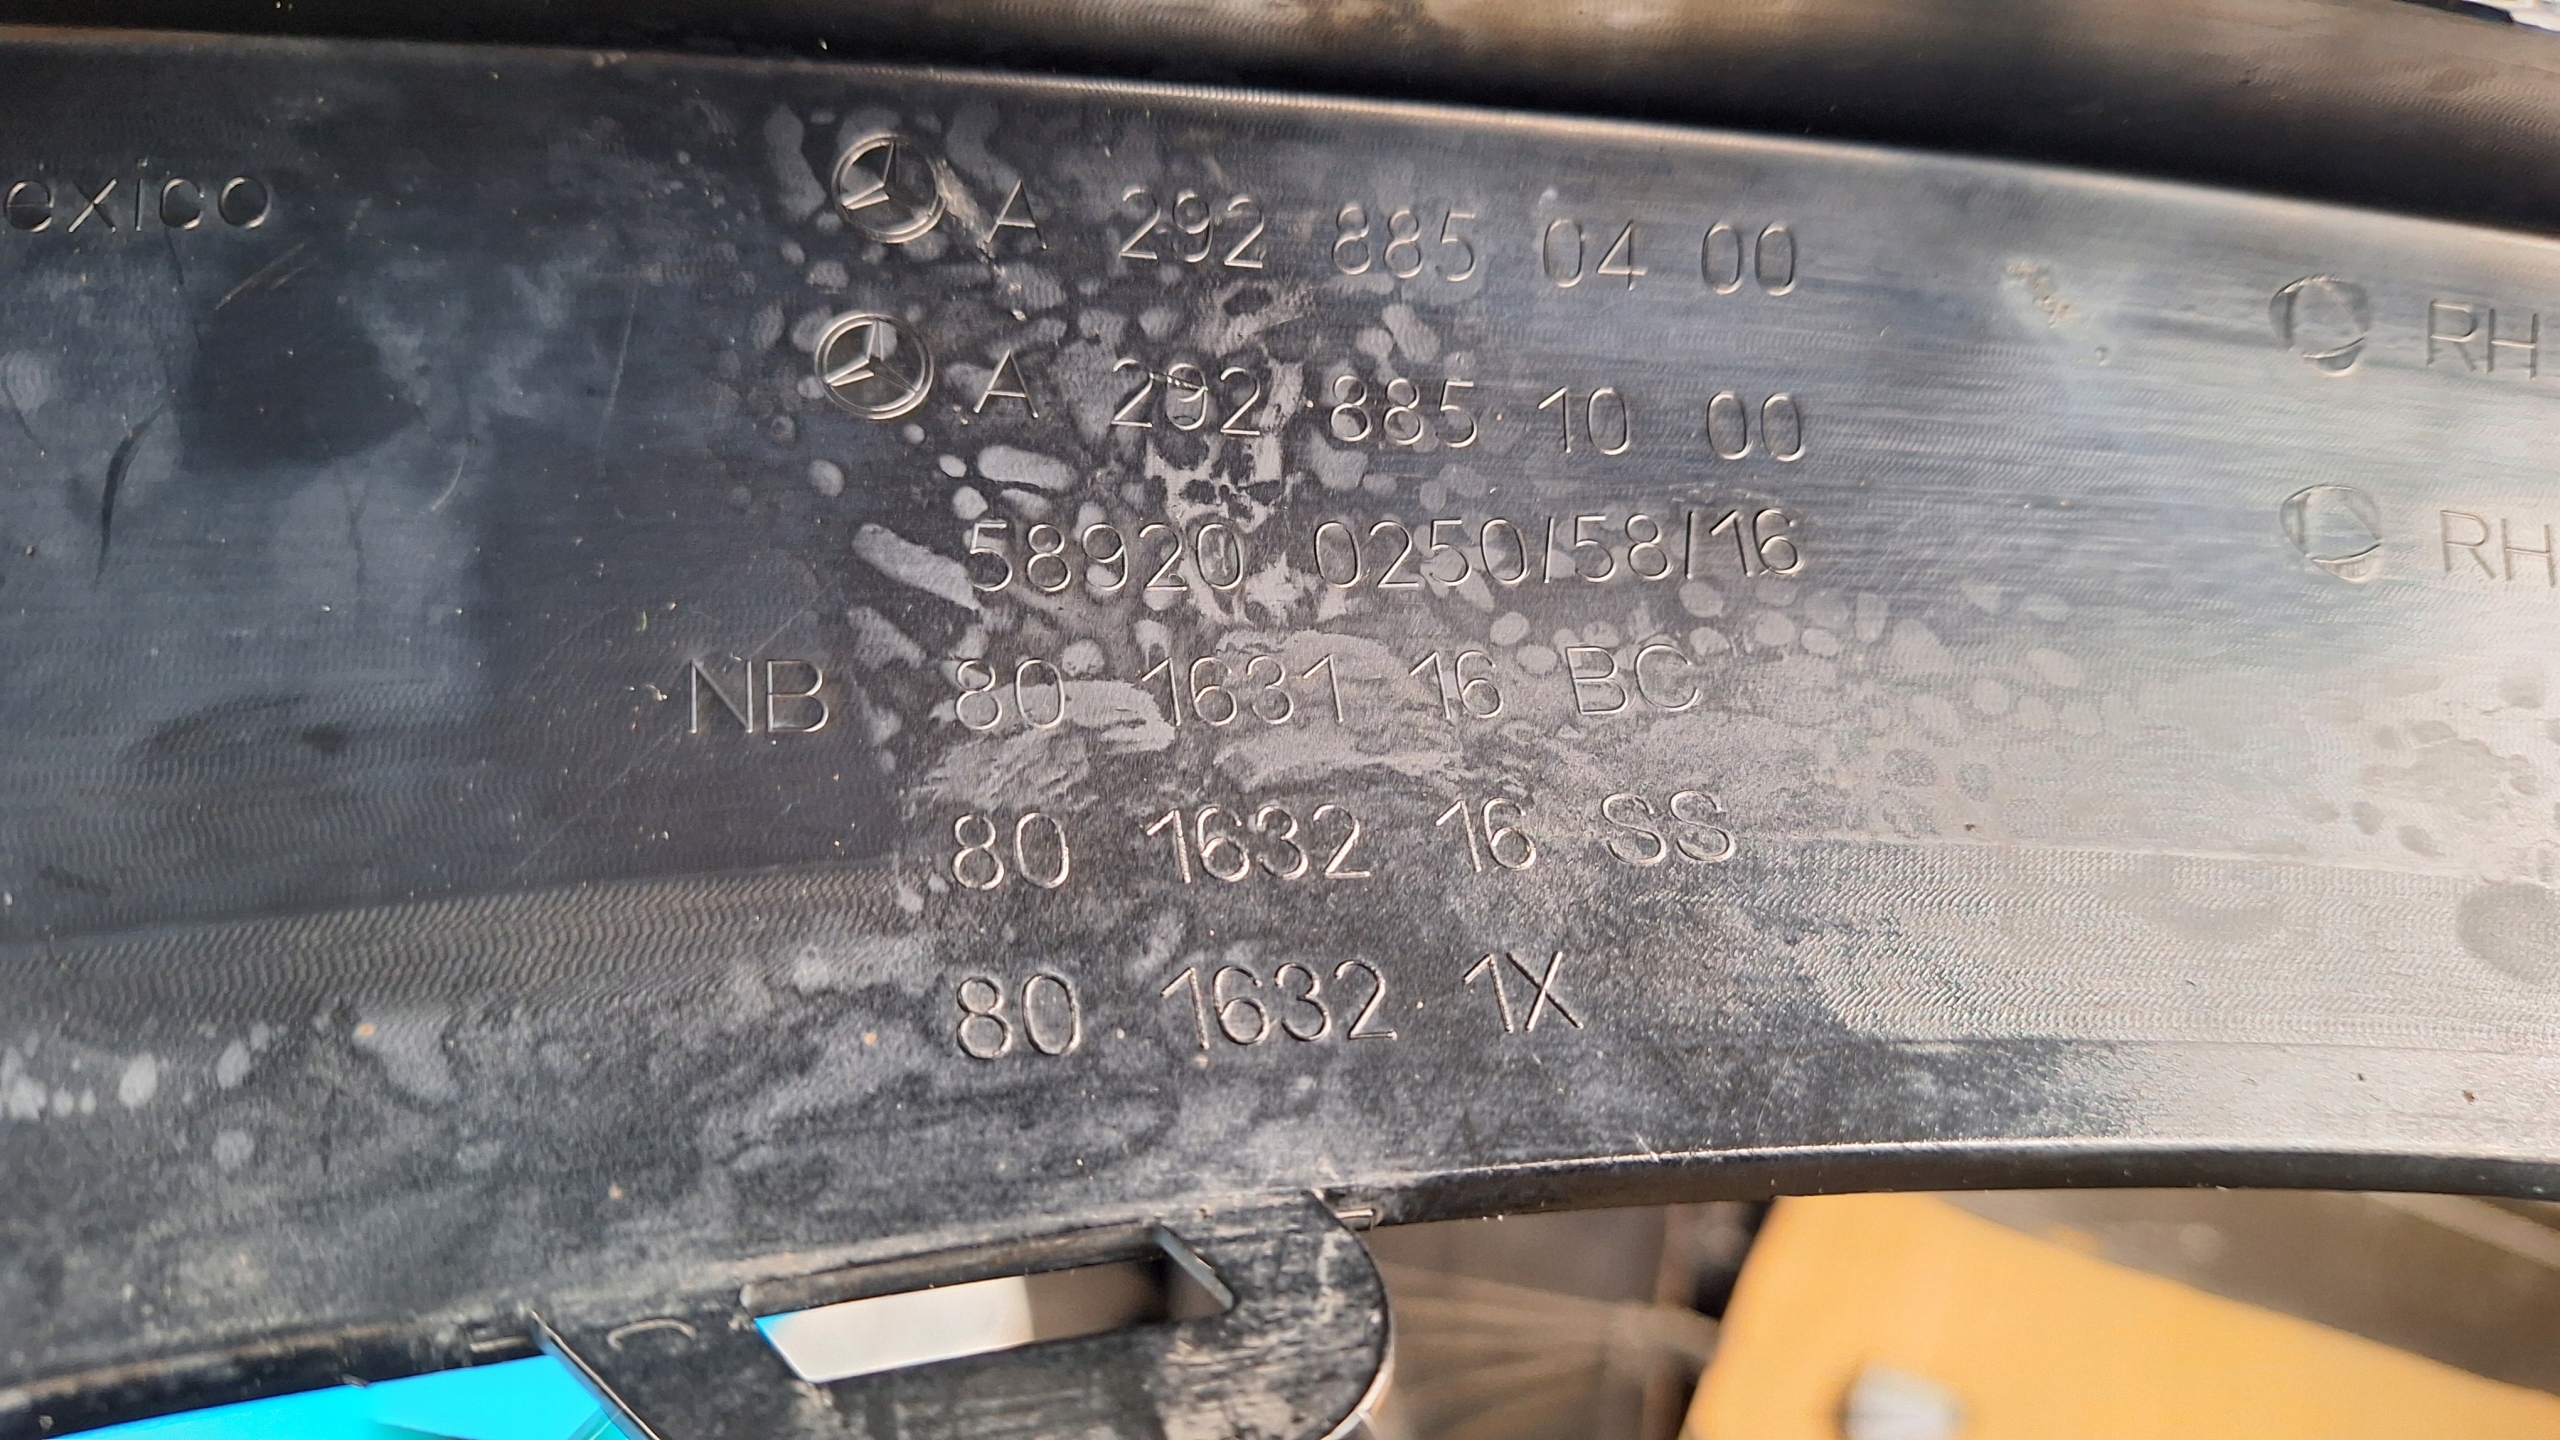 exico
A 292 885 04 00
RH
A 292 885 10 00
RH
58920 0250/58/16
NB 80 1631 16 BC
80 1632 16 SS
80 1632 1X